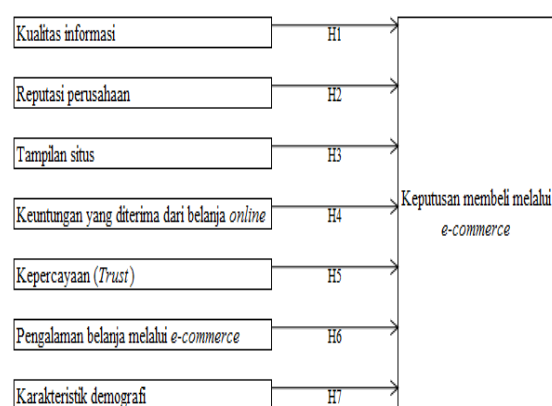 Kualitas informasi
H1
Reputasi perusahaan
H2
Tampilan situs
H3
Keuntungan yang diterima dari belanja online
H4
Keputusan membeli melalui
e-commerce
Kepercayaan (Trust)
H5
Pengalaman belanja melalui e-commerce
H6
Karakteristik demografi
H7